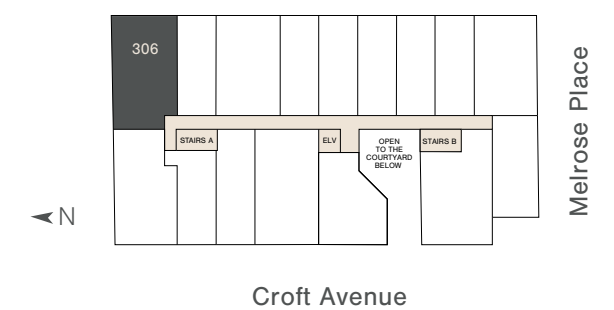 306
STAIRS A
ELV
OPEN
TO THE
COURTYARD
BELOW
STAIRS B
Melrose Place
N
Croft Avenue